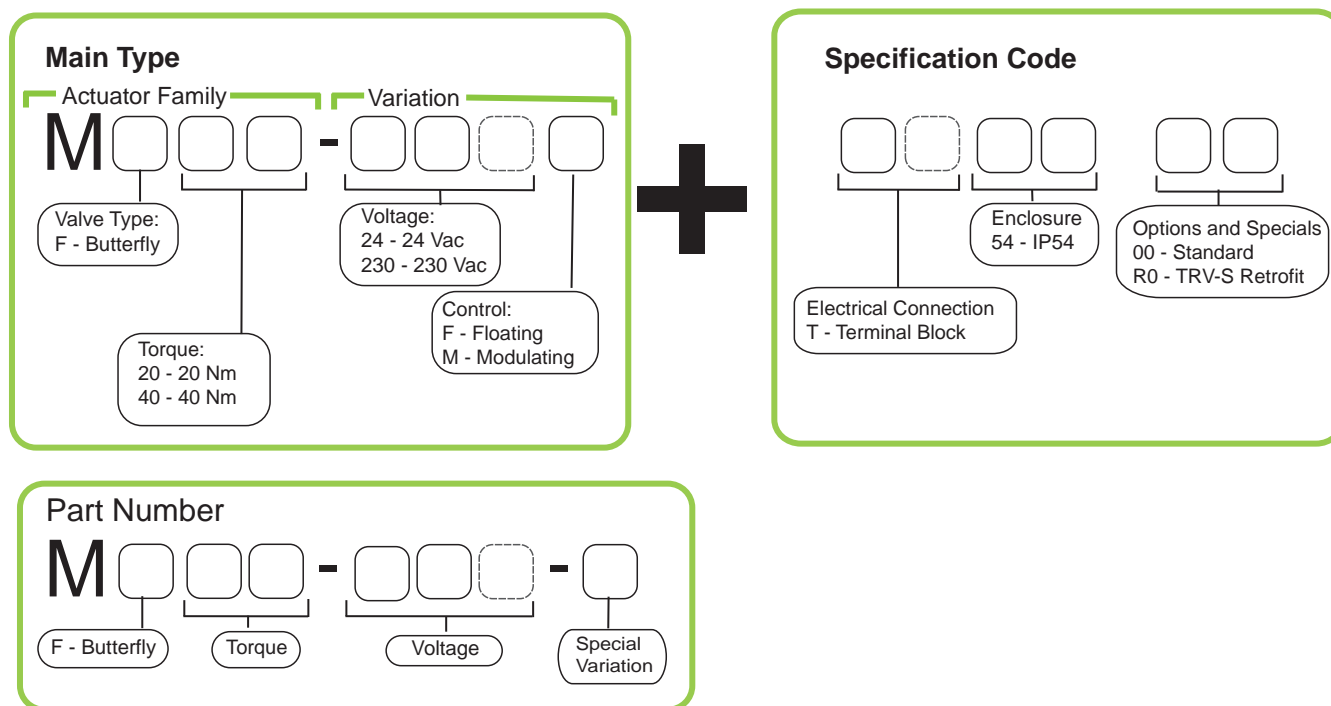 Main Type
Actuator Family
Variation
M - 
Valve Type:
F - Butterfly
Torque:
20 - 20 Nm
40 - 40 Nm
Voltage:
24 - 24 Vac
230 - 230 Vac
Control:
F - Floating
M - Modulating
Specification Code
Electrical Connection
T - Terminal Block
Enclosure
54 - IP54
Options and Specials
00 - Standard
R0 - TRV-S Retrofit
Part Number
M - -
F - Butterfly
Torque
Voltage
Special
Variation